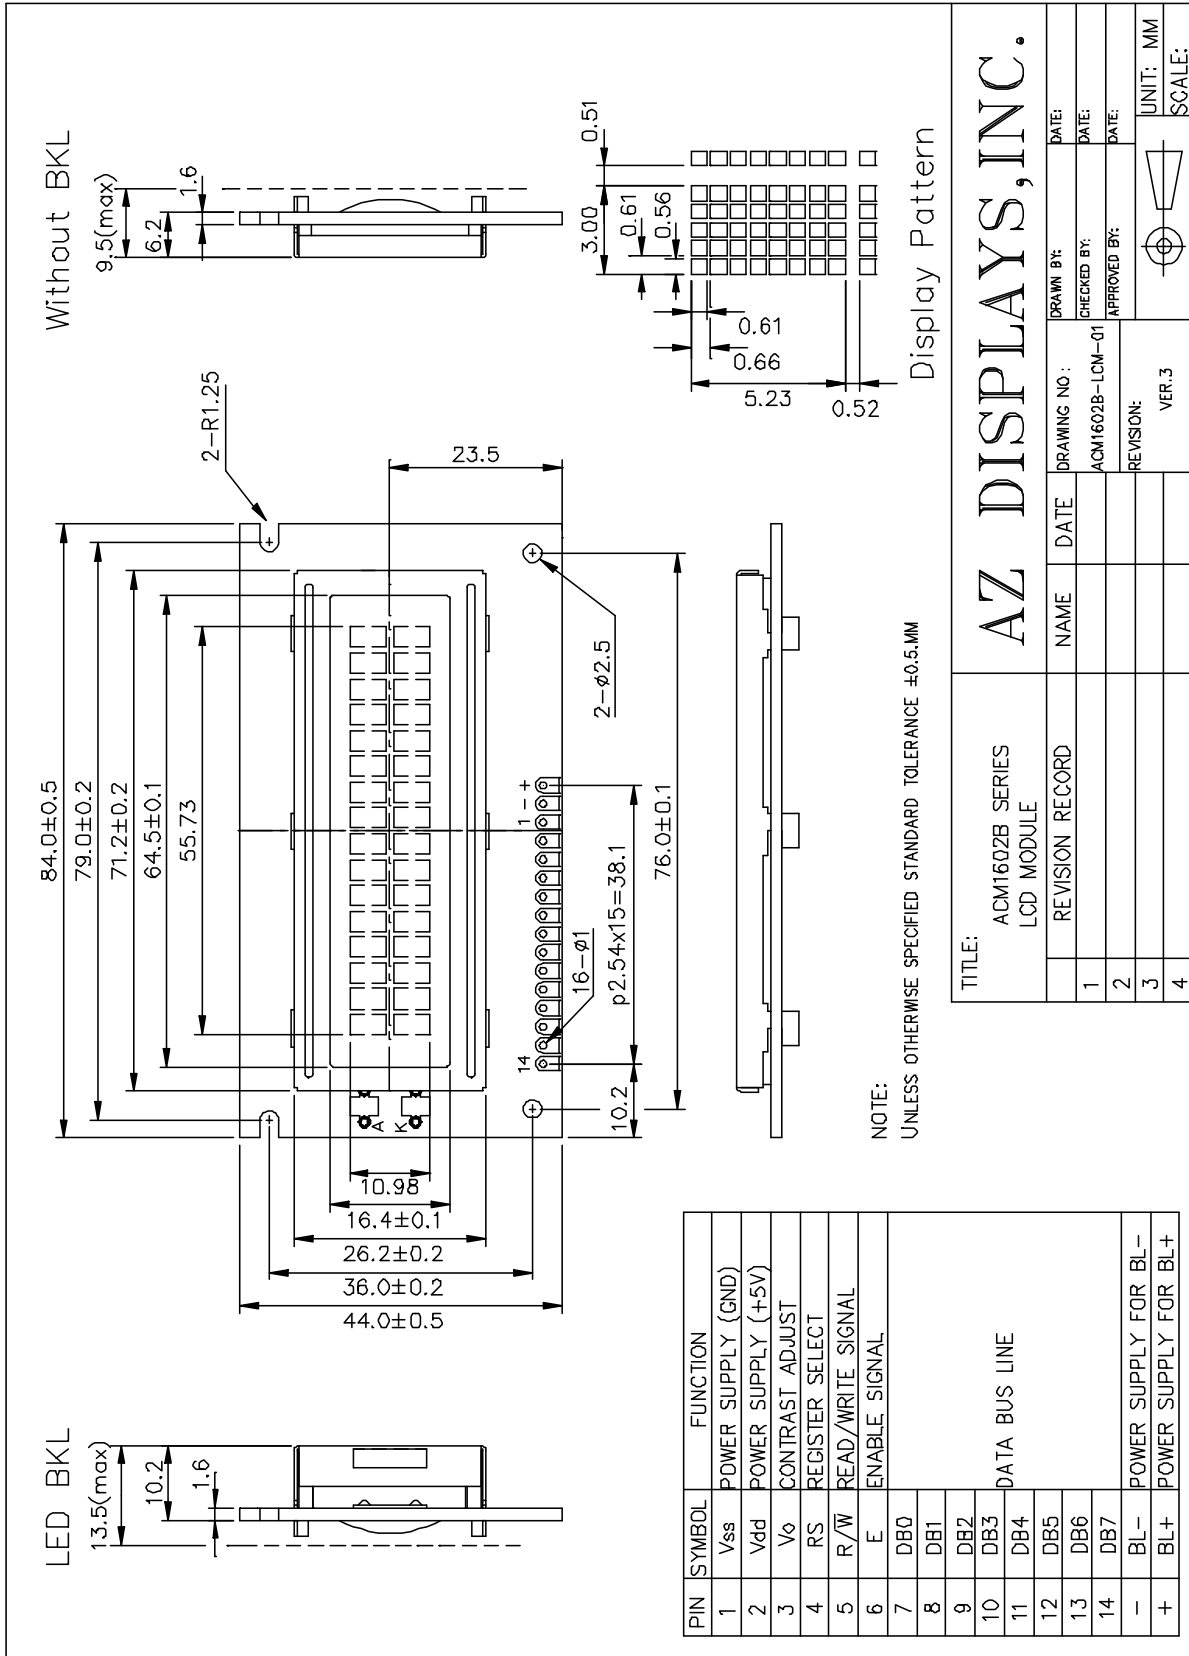 LED BKL
13.5(max)
10.2
1.6
84.0±0.5
79.0±0.2
71.2±0.2
64.5±0.1
55.73
2-R1.25
Without BKL
9.5(max)
6.2
1.6
A
K
10.98
16.4±0.1
26.2±0.2
36.0±0.2
44.0±0.5
23.5
14
1 - +
16-ø1
p2.54x15=38.1
10.2
2-ø2.5
76.0±0.1
3.00
0.51
0.61
0.56
0.61
0.66
5.23
0.52
Display Pattern
PIN SYMBOL FUNCTION
1 Vss POWER SUPPLY (GND)
2 Vdd POWER SUPPLY (+5V)
3 Vo CONTRAST ADJUST
4 RS REGISTER SELECT
5 R/W̅ READ/WRITE SIGNAL
6 E ENABLE SIGNAL
7 DB0
8 DB1
9 DB2
10 DB3 DATA BUS LINE
11 DB4
12 DB5
13 DB6
14 DB7
- BL- POWER SUPPLY FOR BL-
+ BL+ POWER SUPPLY FOR BL+
NOTE:
UNLESS OTHERWISE SPECIFIED STANDARD TOLERANCE ±0.5.MM
TITLE:
ACM1602B SERIES
LCD MODULE
AZ DISPLAYS,INC.
REVISION RECORD NAME DATE
1
2
3
4
DRAWING NO:
ACM1602B-LCM-01
REVISION:
VER.3
DRAWN BY: DATE:
CHECKED BY: DATE:
APPROVED BY: DATE:
UNIT: MM
SCALE: